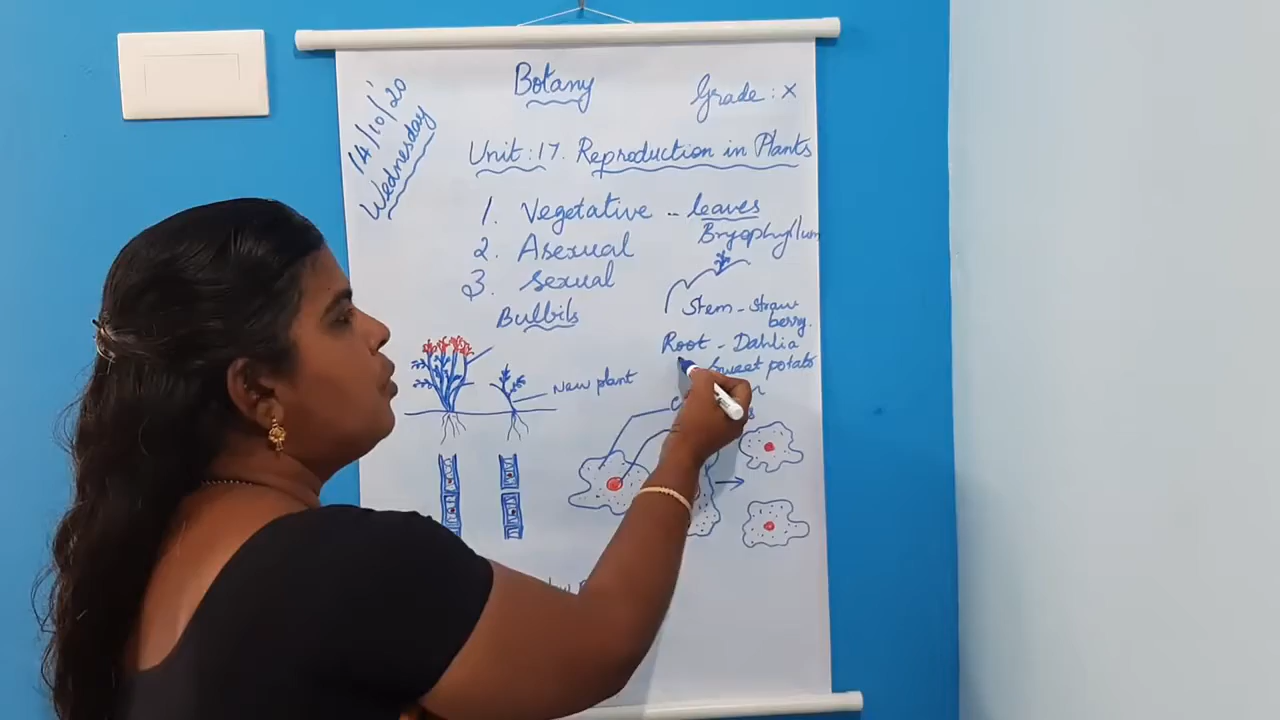 14/10/'20
Wednesday
Botany
Grade : X
Unit : 17. Reproduction in Plants
1. Vegetative -- leaves
Bryophyllum
2. Asexual
3. Sexual
Bulbils
Stem - Straw
berry.
Root - Dahlia
Sweet potato
New plant